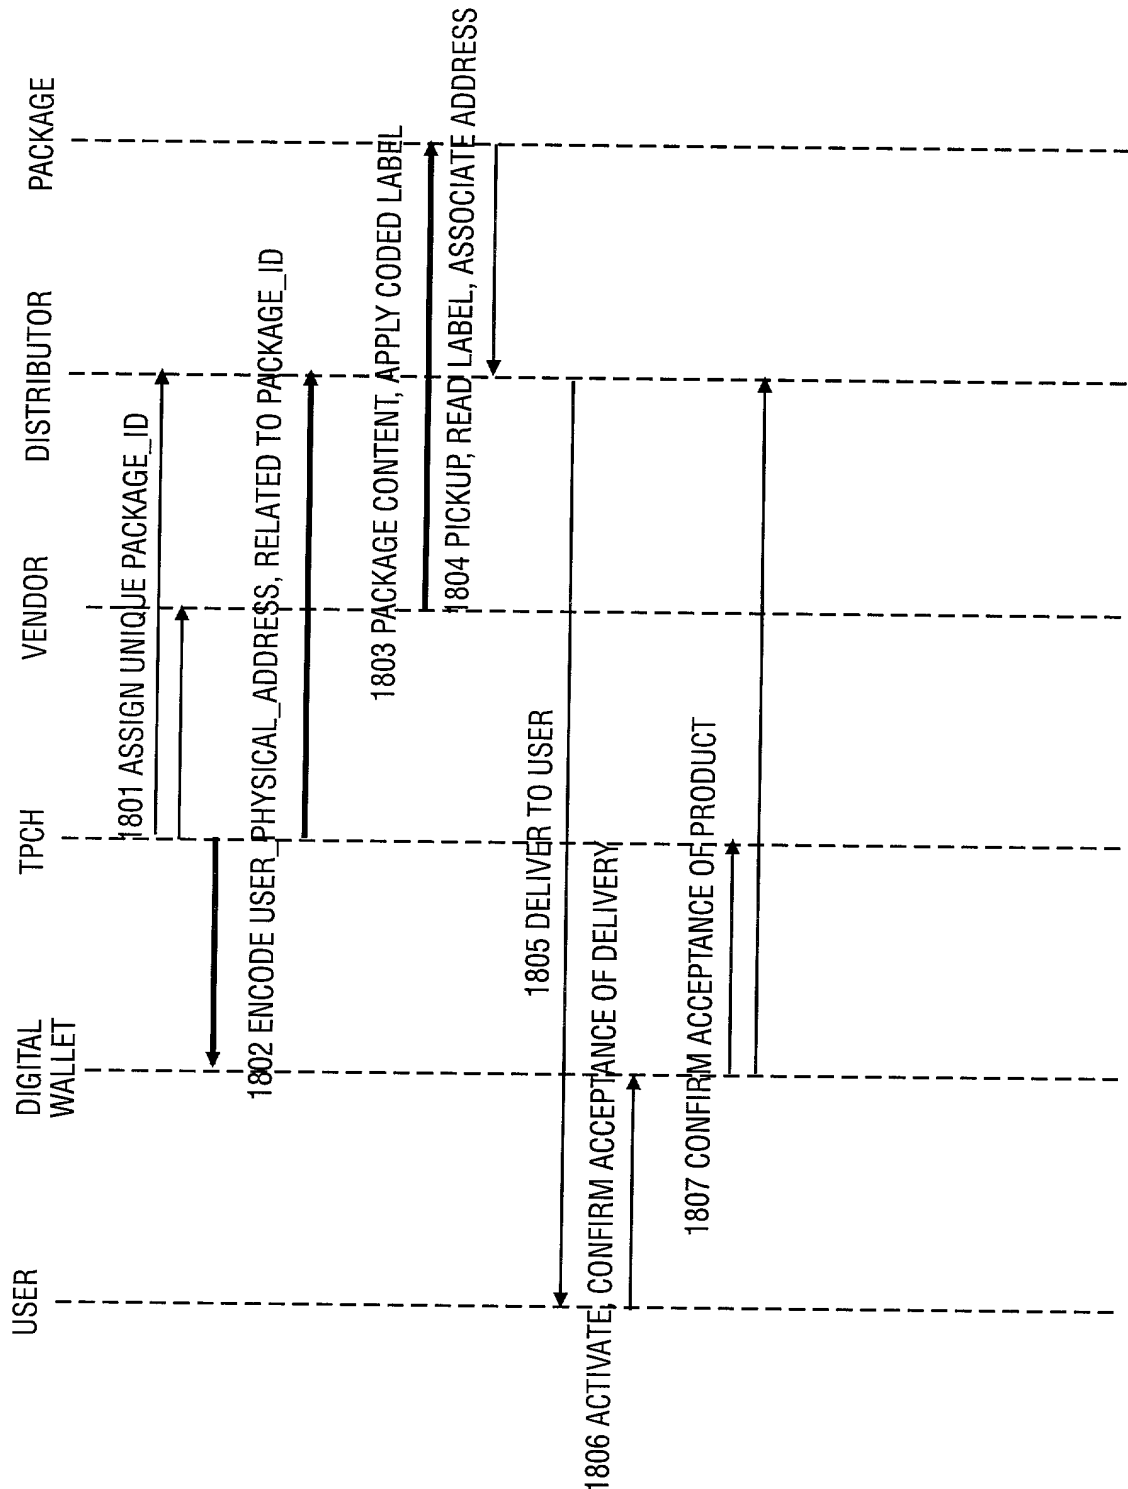 USER
DIGITAL
WALLET
TPCH
VENDOR
DISTRIBUTOR
PACKAGE
1801 ASSIGN UNIQUE PACKAGE_ID
1802 ENCODE USER_PHYSICAL_ADDRESS, RELATED TO PACKAGE_ID
1803 PACKAGE CONTENT, APPLY CODED LABEL
1804 PICKUP, READ LABEL, ASSOCIATE ADDRESS
1805 DELIVER TO USER
1806 ACTIVATE, CONFIRM ACCEPTANCE OF DELIVERY
1807 CONFIRM ACCEPTANCE OF PRODUCT